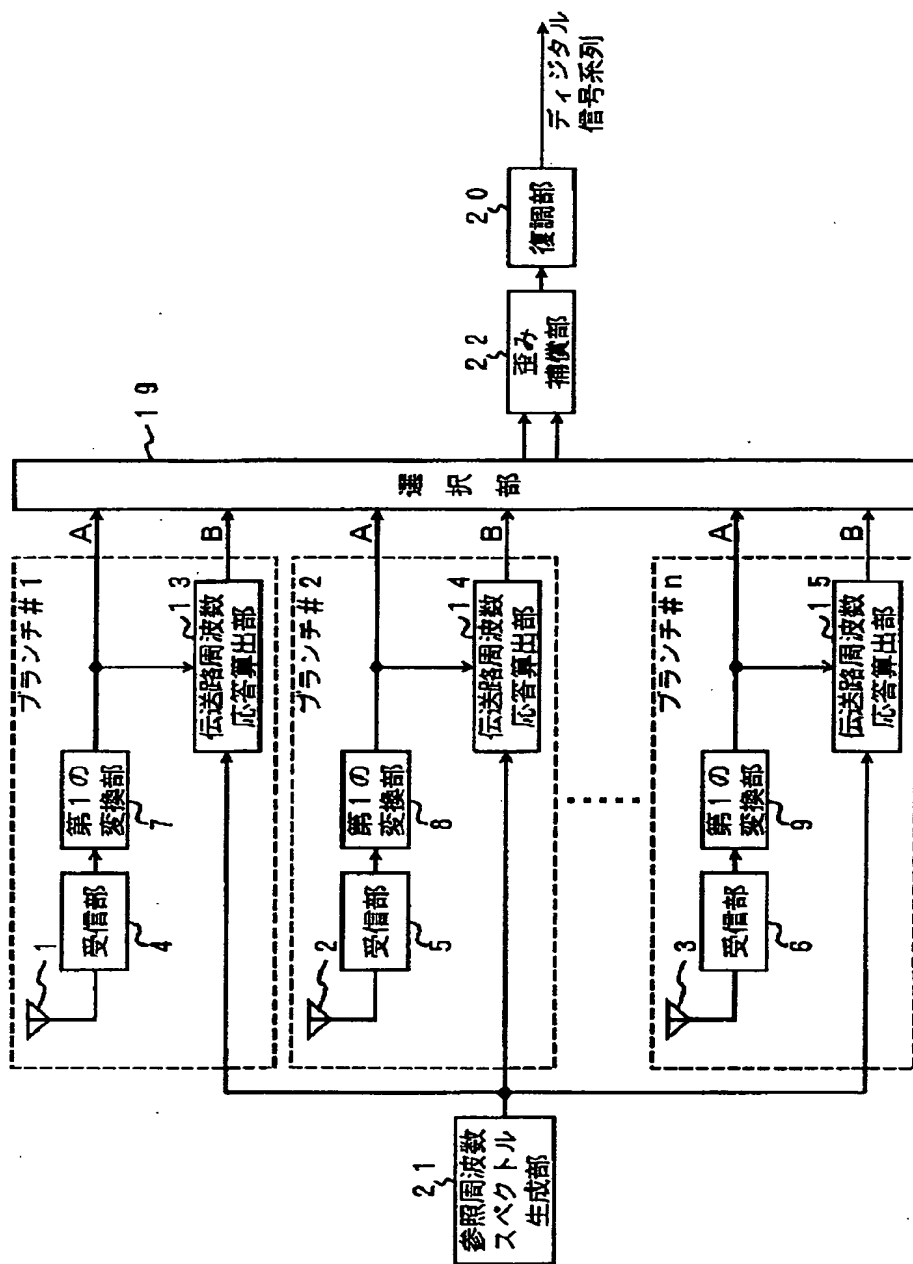 参照周波数
スペクトル
生成部
21
ブランチ#1
1
受信部
4
第1の
変換部
7
伝送路周波数
応答算出部
13
A
B
ブランチ#2
2
受信部
5
第1の
変換部
8
伝送路周波数
応答算出部
14
A
B
ブランチ#n
3
受信部
6
第1の
変換部
9
伝送路周波数
応答算出部
15
A
B
選択部
19
歪み
補償部
22
復調部
20
ディジタル
信号系列